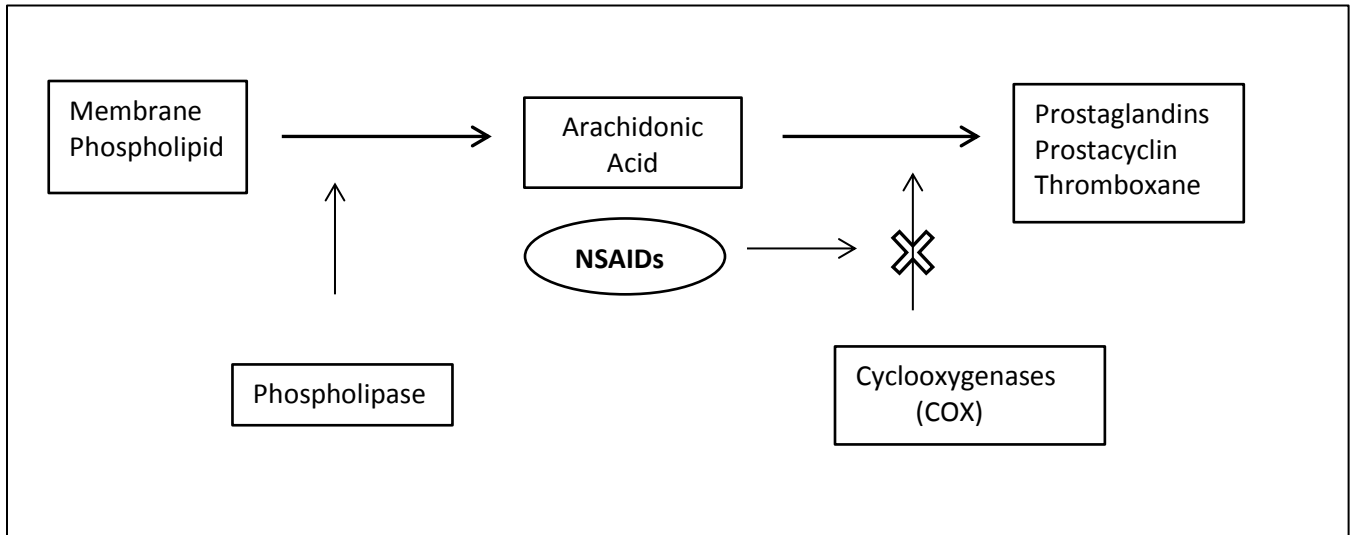 Membrane
Phospholipid
Arachidonic
Acid
Prostaglandins
Prostacyclin
Thromboxane
NSAIDs
Phospholipase
Cyclooxygenases
(COX)